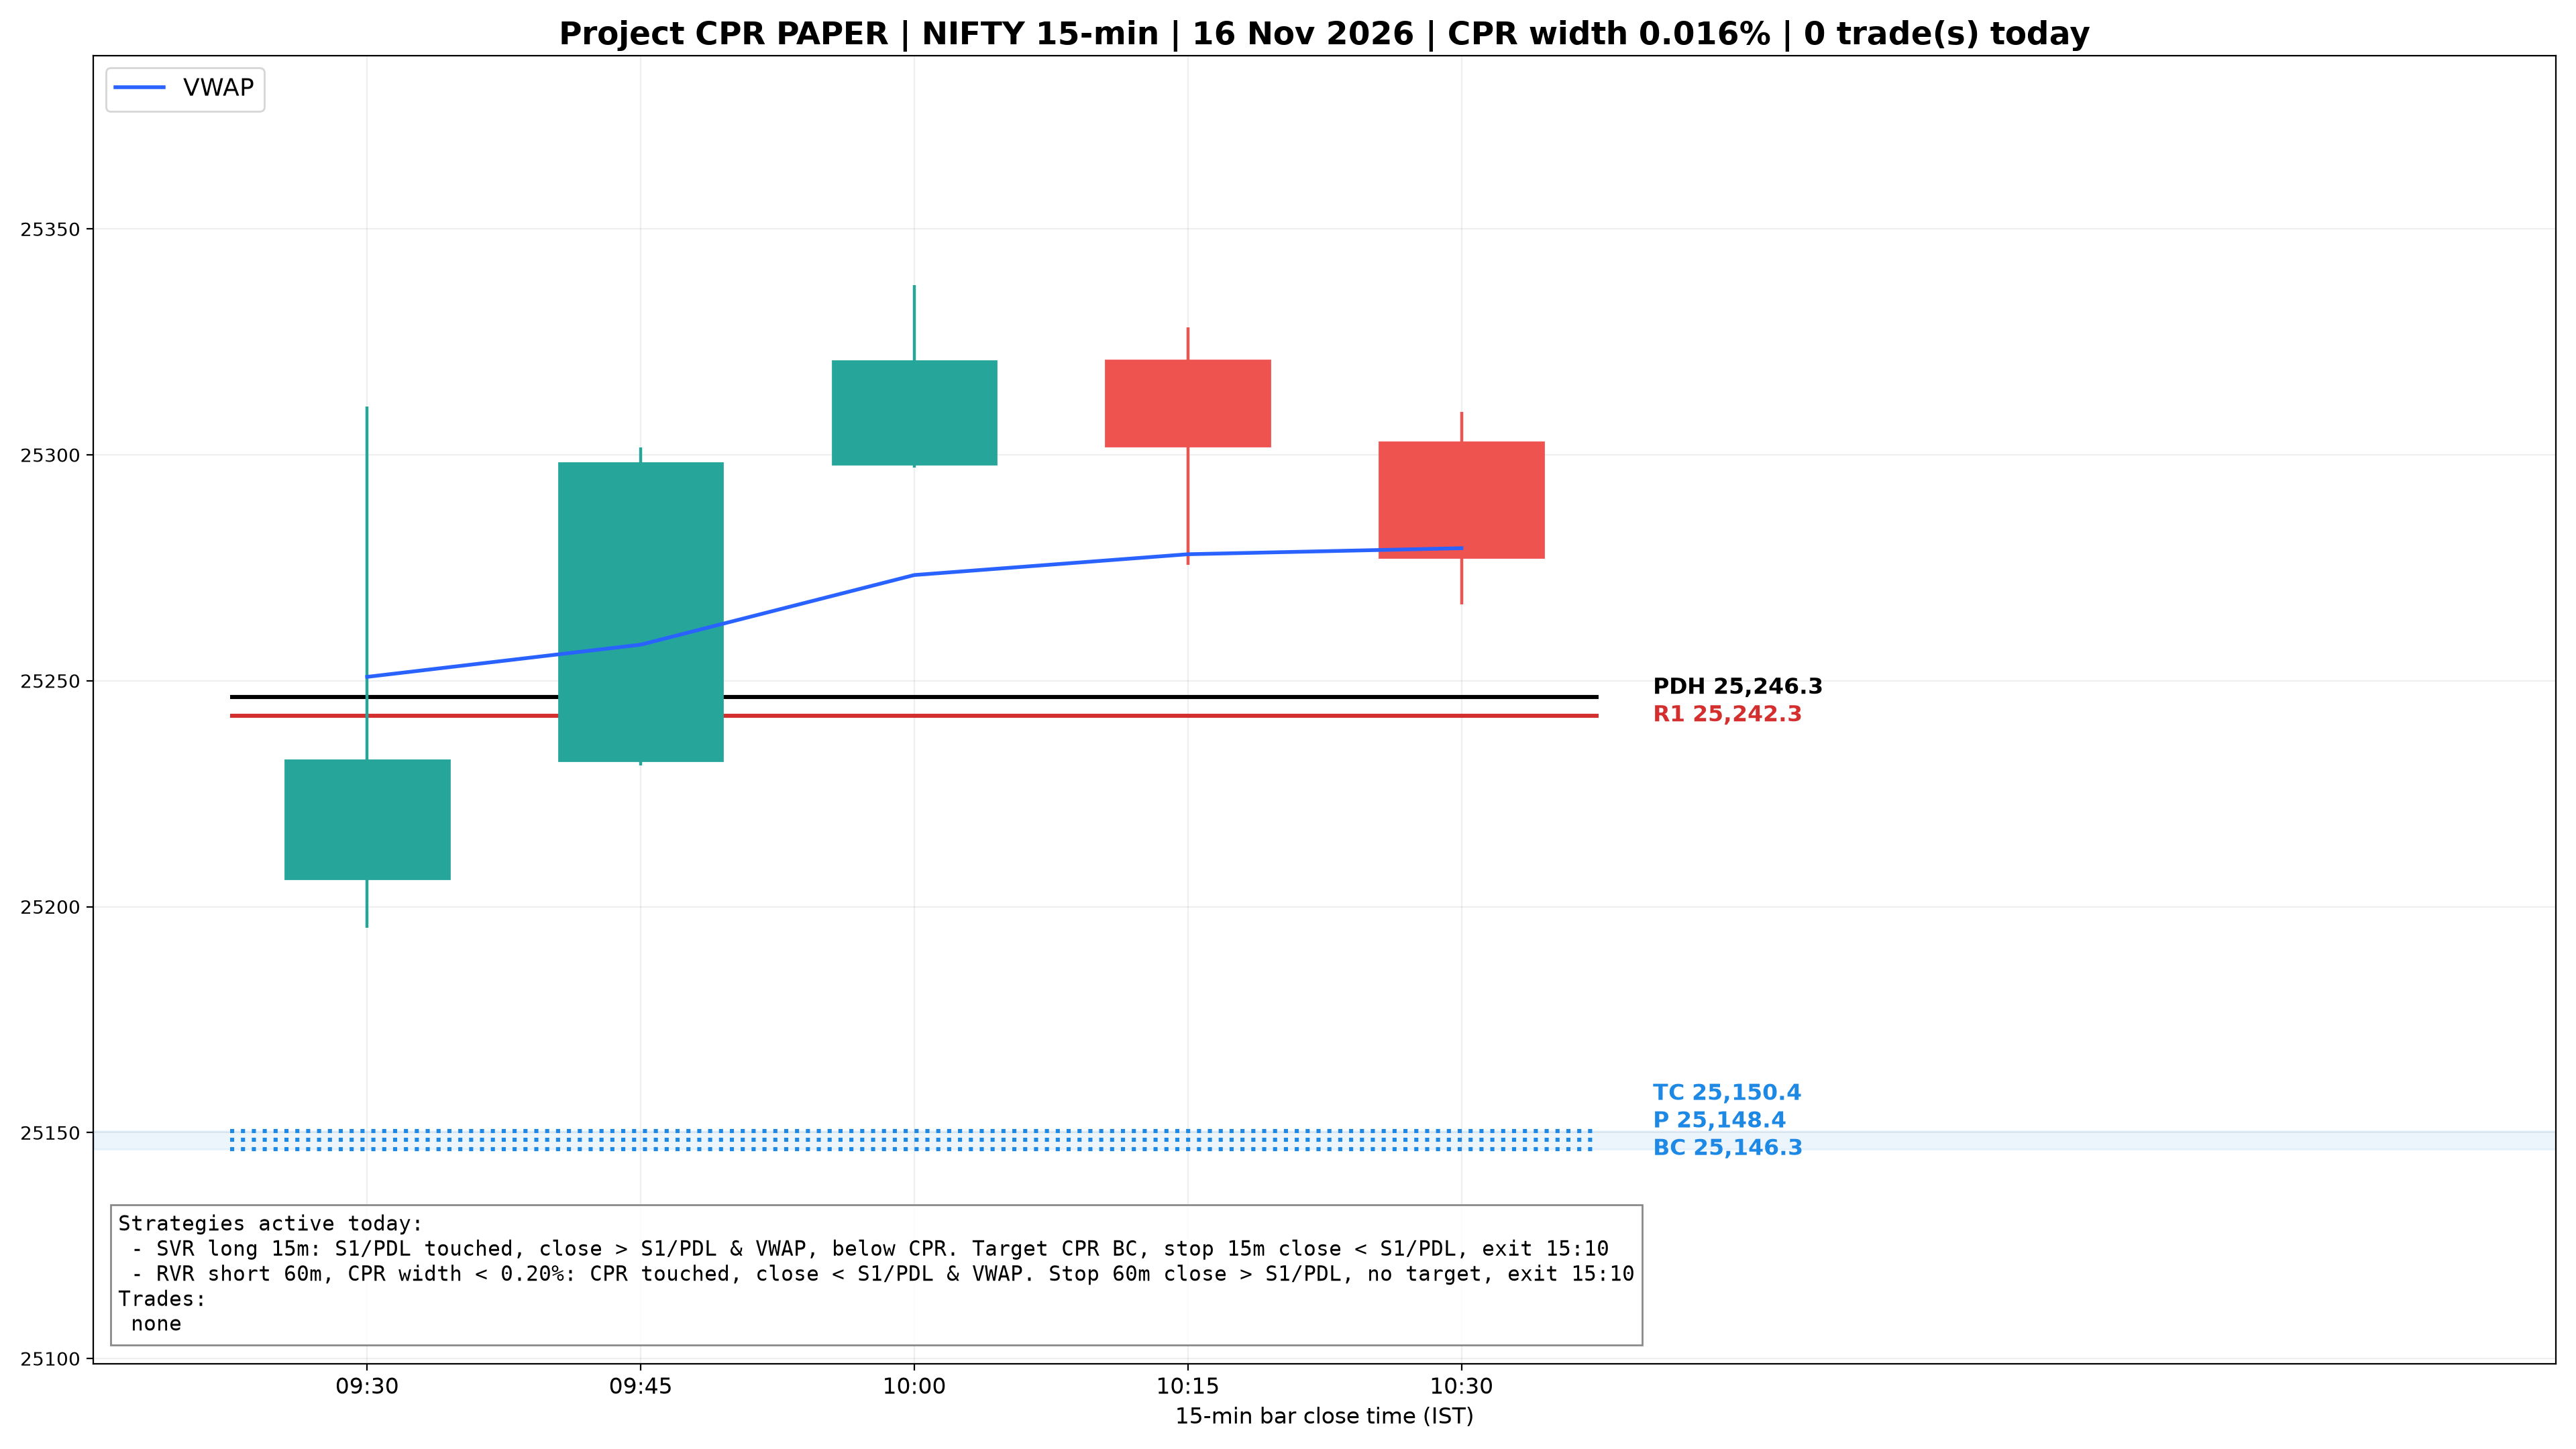 Project CPR PAPER | NIFTY 15-min | 16 Nov 2026 | CPR width 0.016% | 0 trade(s) today
VWAP
25350
25300
25250
25200
25150
25100
PDH 25,246.3
R1 25,242.3
TC 25,150.4
P 25,148.4
BC 25,146.3
Strategies active today:
- SVR long 15m: S1/PDL touched, close > S1/PDL & VWAP, below CPR. Target CPR BC, stop 15m close < S1/PDL, exit 15:10
- RVR short 60m, CPR width < 0.20%: CPR touched, close < S1/PDL & VWAP. Stop 60m close > S1/PDL, no target, exit 15:10
Trades:
none
09:30 09:45 10:00 10:15 10:30
15-min bar close time (IST)